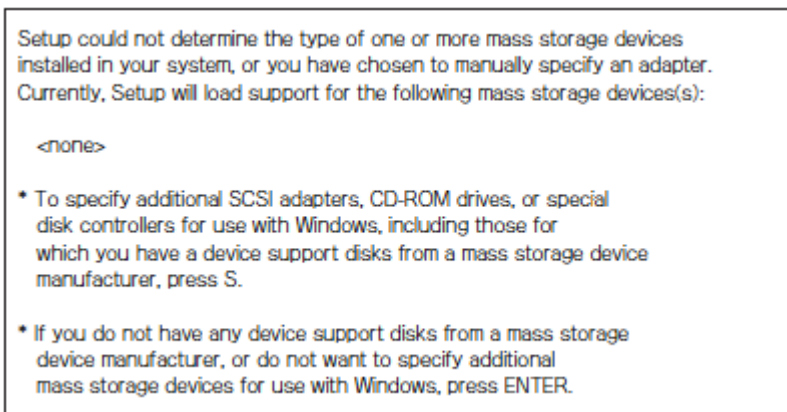 Setup could not determine the type of one or more mass storage devices
installed in your system, or you have chosen to manually specify an adapter.
Currently, Setup will load support for the following mass storage devices(s):
<none>
* To specify additional SCSI adapters, CD-ROM drives, or special
disk controllers for use with Windows, including those for
which you have a device support disks from a mass storage device
manufacturer, press S.
* If you do not have any device support disks from a mass storage
device manufacturer, or do not want to specify additional
mass storage devices for use with Windows, press ENTER.